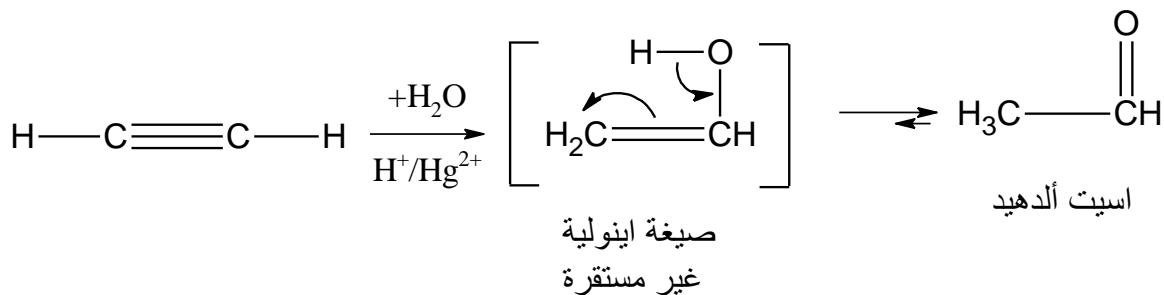 H—C≡C—H
+H₂O
H⁺/Hg²⁺
H—O
H₂C=CH
صيغة اينولية
غير مستقرة
O
H₃C—CH
اسيت ألدهيد